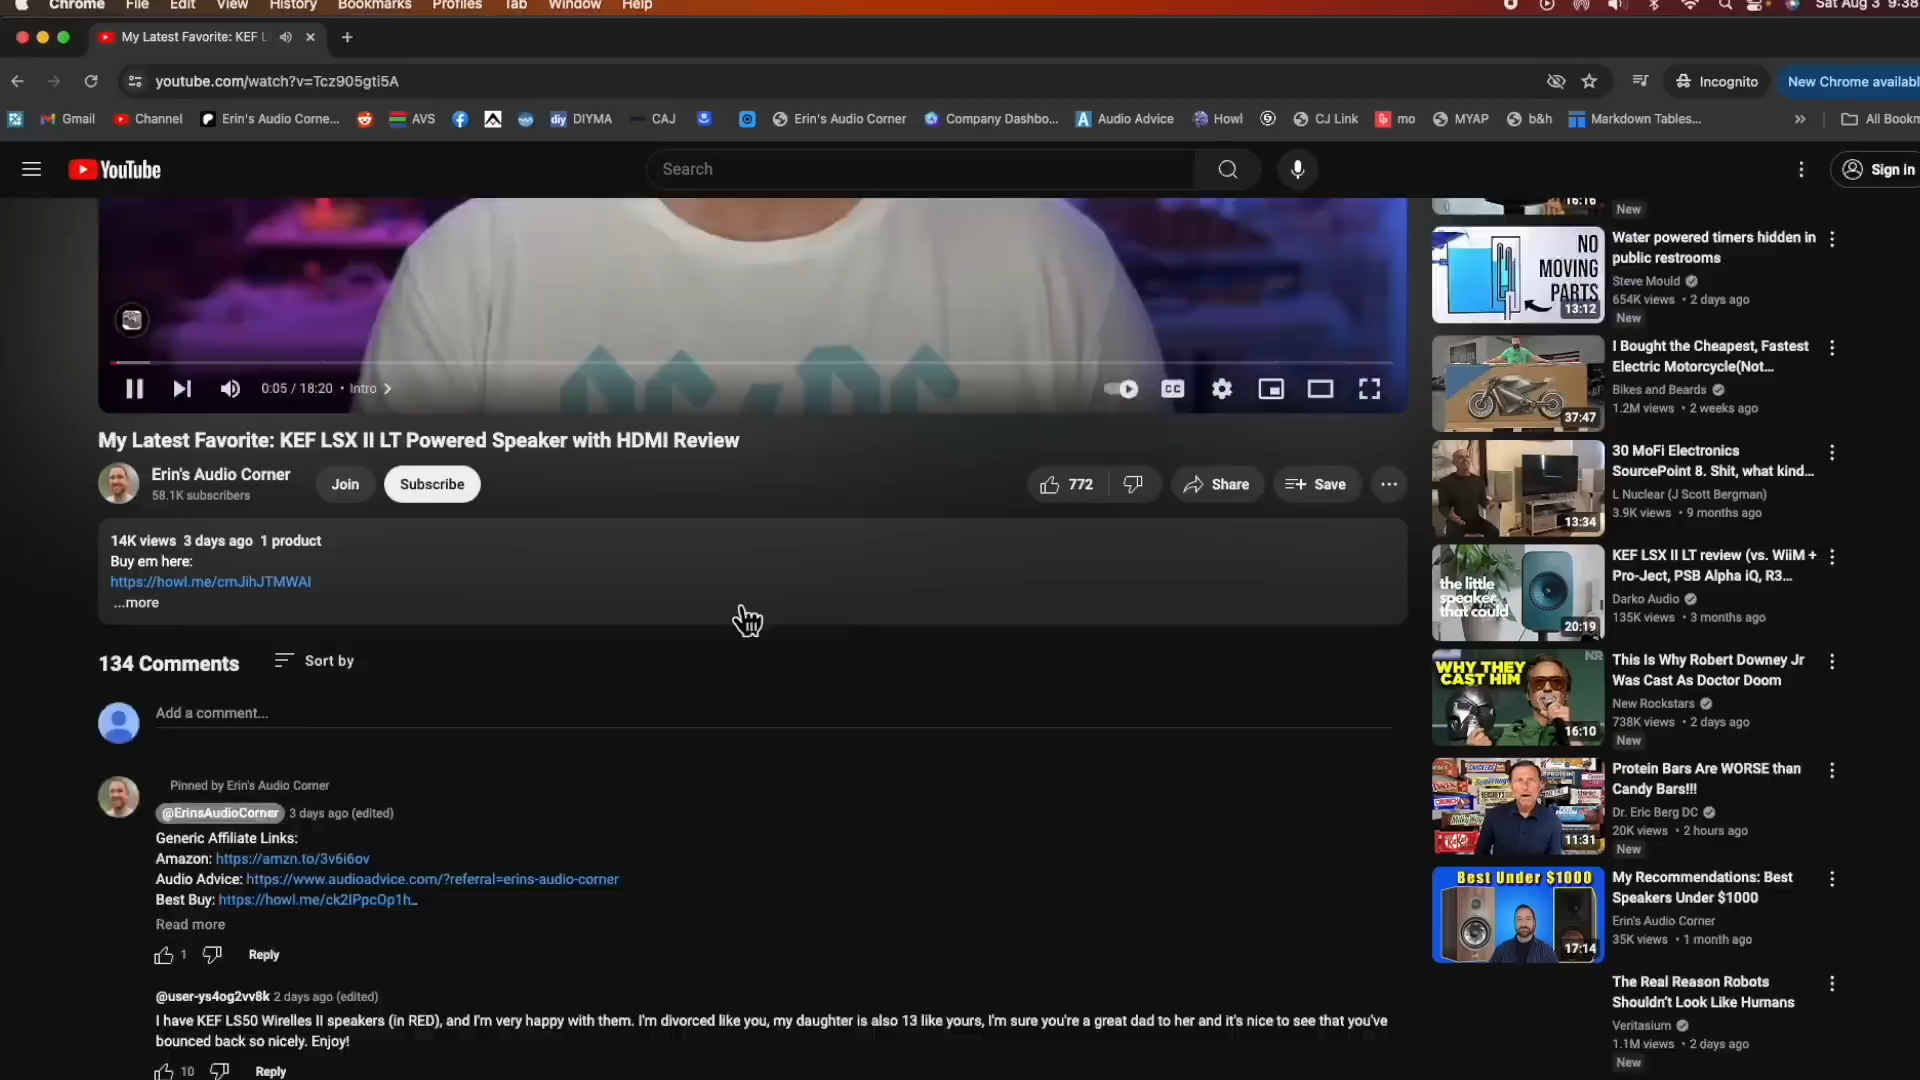 Chrome File Edit View History Bookmarks Profiles Tab Window Help Sat Aug 3 9:38
My Latest Favorite: KEF L
youtube.com/watch?v=Tcz905gti5A
Incognito
New Chrome availabl
Gmail Channel Erin's Audio Corne... AVS DIYMA CAJ Erin's Audio Corner Company Dashbo... Audio Advice Howl CJ Link mo MYAP b&h Markdown Tables... » All Bookm
YouTube
Search
Sign in
0:05 / 18:20 • Intro
CC
My Latest Favorite: KEF LSX II LT Powered Speaker with HDMI Review
Erin's Audio Corner
58.1K subscribers
Join
Subscribe
772
Share
Save
14K views 3 days ago 1 product
Buy em here:
https://howl.me/cmJihJTMWAI
...more
134 Comments
Sort by
Add a comment...
Pinned by Erin's Audio Corner
@ErinsAudioCorner 3 days ago (edited)
Generic Affiliate Links:
Amazon: https://amzn.to/3v6i6ov
Audio Advice: https://www.audioadvice.com/?referral=erins-audio-corner
Best Buy: https://howl.me/ck2IPpcOp1h...
Read more
1
Reply
@user-ys4og2vv8k 2 days ago (edited)
I have KEF LS50 Wirelles II speakers (in RED), and I'm very happy with them. I'm divorced like you, my daughter is also 13 like yours, I'm sure you're a great dad to her and it's nice to see that you've
bounced back so nicely. Enjoy!
10
Reply
16:16
New
NO
MOVING
PARTS
13:12
Water powered timers hidden in
public restrooms
Steve Mould
654K views • 2 days ago
New
37:47
I Bought the Cheapest, Fastest
Electric Motorcycle(Not...
Bikes and Beards
1.2M views • 2 weeks ago
13:34
30 MoFi Electronics
SourcePoint 8. Shit, what kind...
L Nuclear (J Scott Bergman)
3.9K views • 9 months ago
the little
speaker
that could
20:19
KEF LSX II LT review (vs. WiiM +
Pro-Ject, PSB Alpha iQ, R3...
Darko Audio
135K views • 3 months ago
WHY THEY
CAST HIM
NR
16:10
This Is Why Robert Downey Jr
Was Cast As Doctor Doom
New Rockstars
738K views • 2 days ago
New
11:31
Protein Bars Are WORSE than
Candy Bars!!!
Dr. Eric Berg DC
20K views • 2 hours ago
New
Best Under $1000
17:14
My Recommendations: Best
Speakers Under $1000
Erin's Audio Corner
35K views • 1 month ago
The Real Reason Robots
Shouldn't Look Like Humans
Veritasium
1.1M views • 2 days ago
New